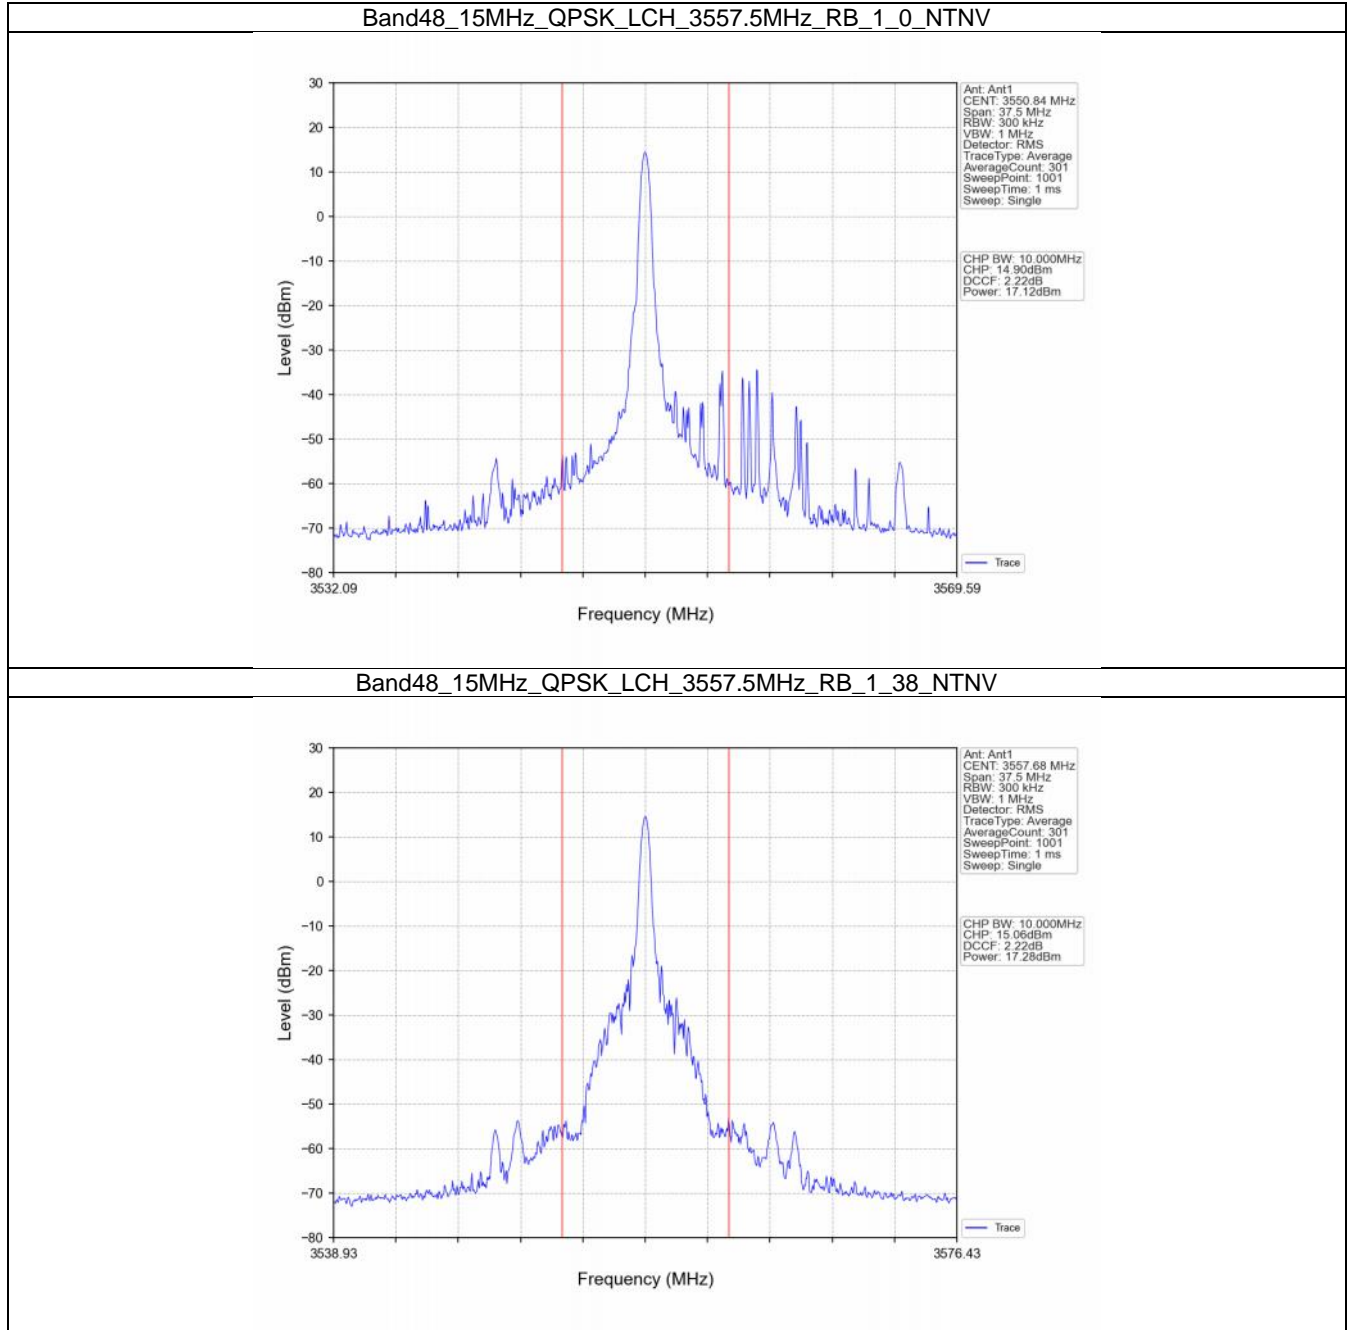 Band48_15MHz_QPSK_LCH_3557.5MHz_RB_1_0_NTNV
30
20
10
0
−10
−20
−30
−40
−50
−60
−70
−80
Level (dBm)
3532.09
3569.59
Frequency (MHz)
Ant: Ant1
CENT: 3550.84 MHz
Span: 37.5 MHz
RBW: 300 kHz
VBW: 1 MHz
Detector: RMS
TraceType: Average
AverageCount: 301
SweepPoint: 1001
SweepTime: 1 ms
Sweep: Single
CHP BW: 10.000MHz
CHP: 14.90dBm
DCCF: 2.22dB
Power: 17.12dBm
Trace
Band48_15MHz_QPSK_LCH_3557.5MHz_RB_1_38_NTNV
30
20
10
0
−10
−20
−30
−40
−50
−60
−70
−80
Level (dBm)
3538.93
3576.43
Frequency (MHz)
Ant: Ant1
CENT: 3557.68 MHz
Span: 37.5 MHz
RBW: 300 kHz
VBW: 1 MHz
Detector: RMS
TraceType: Average
AverageCount: 301
SweepPoint: 1001
SweepTime: 1 ms
Sweep: Single
CHP BW: 10.000MHz
CHP: 15.06dBm
DCCF: 2.22dB
Power: 17.28dBm
Trace